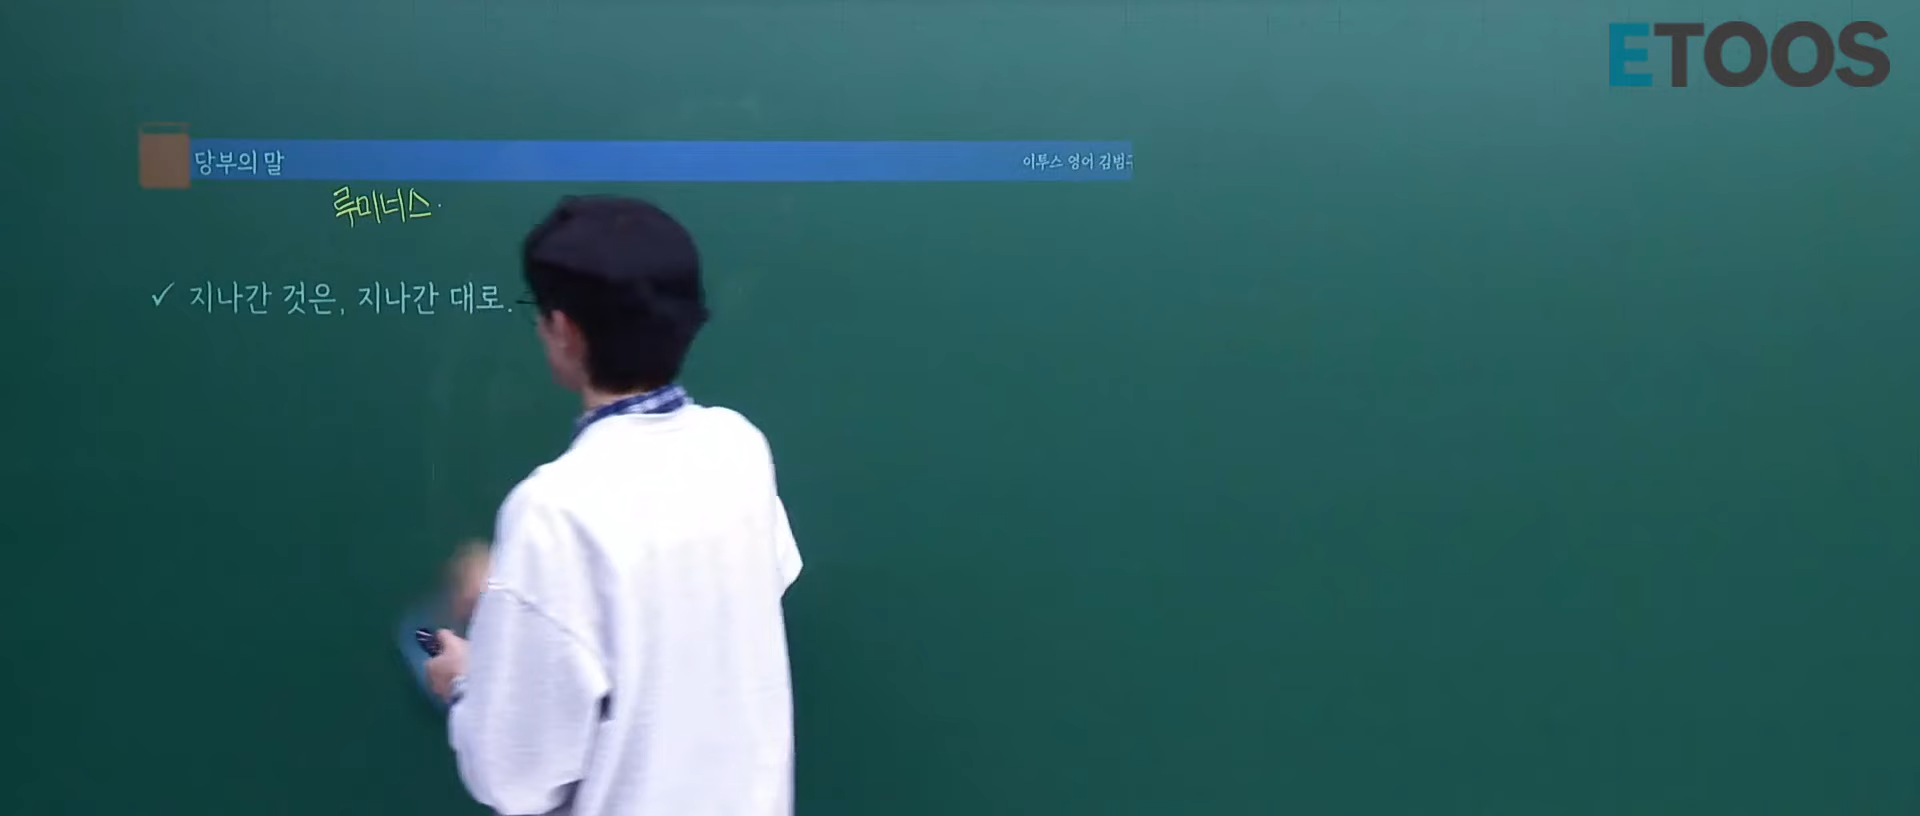 ETOOS
당부의 말
이투스 영어 김범
루미너스.
✓ 지나간 것은, 지나간 대로.